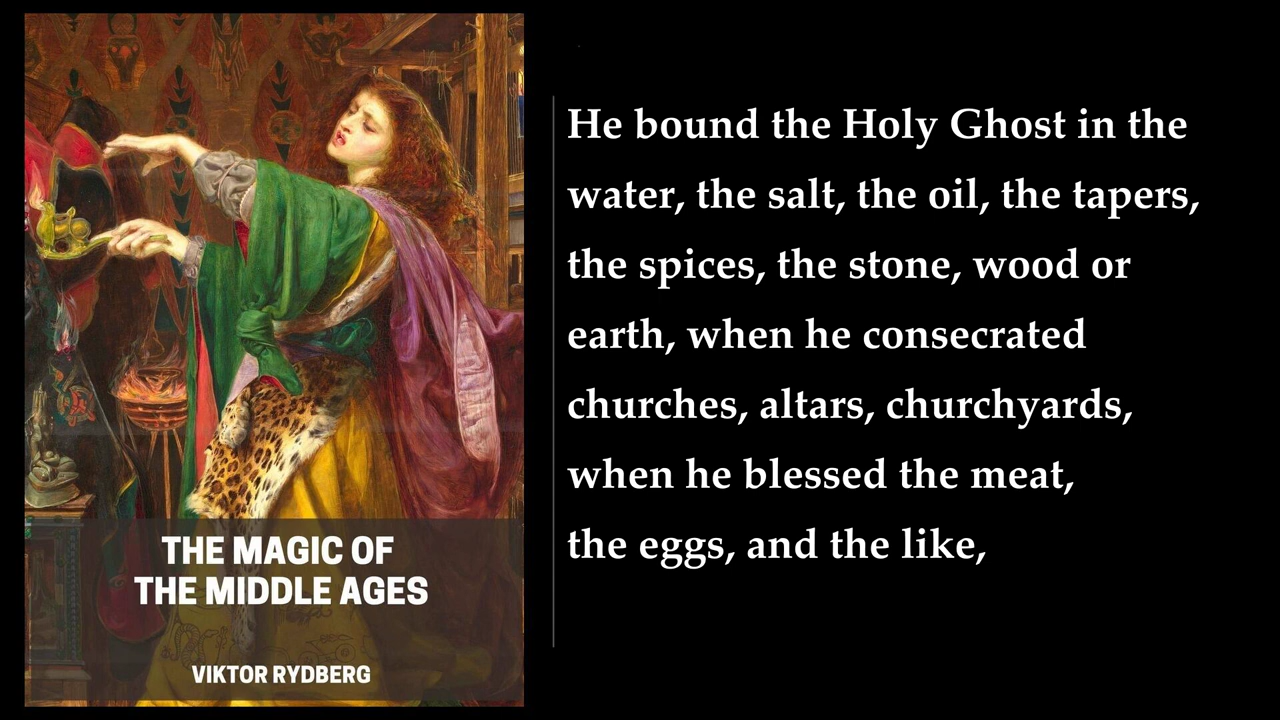 He bound the Holy Ghost in the
water, the salt, the oil, the tapers,
the spices, the stone, wood or
earth, when he consecrated
churches, altars, churchyards,
when he blessed the meat,
the eggs, and the like,
THE MAGIC OF
THE MIDDLE AGES
VIKTOR RYDBERG